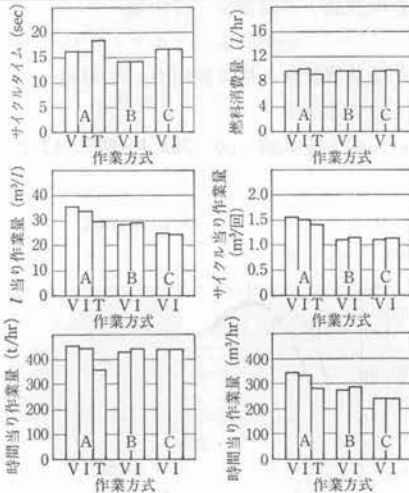 サイクルタイム (sec)
20
15
10
5
0
A
B
C
V I T
V I
V I
作業方式
燃料消費量 (l/hr)
16
12
8
4
0
A
B
C
V I T
V I
V I
作業方式
l 当り作業量 (m³/l)
40
30
20
10
0
A
B
C
V I T
V I
V I
作業方式
サイクル当り作業量
(m³/回)
2.0
1.5
1.0
0.5
0
A
B
C
V I T
V I
V I
作業方式
時間当り作業量 (t/hr)
400
300
200
100
0
A
B
C
V I T
V I
V I
作業方式
時間当り作業量 (m³/hr)
400
300
200
100
0
A
B
C
V I T
V I
V I
作業方式